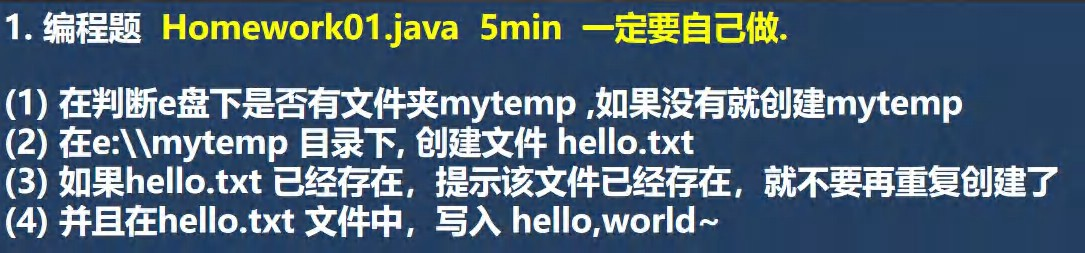 1. 编程题 Homework01.java 5min 一定要自己做.
(1) 在判断e盘下是否有文件夹mytemp ,如果没有就创建mytemp
(2) 在e:\\mytemp 目录下, 创建文件 hello.txt
(3) 如果hello.txt 已经存在，提示该文件已经存在，就不要再重复创建了
(4) 并且在hello.txt 文件中，写入 hello,world~